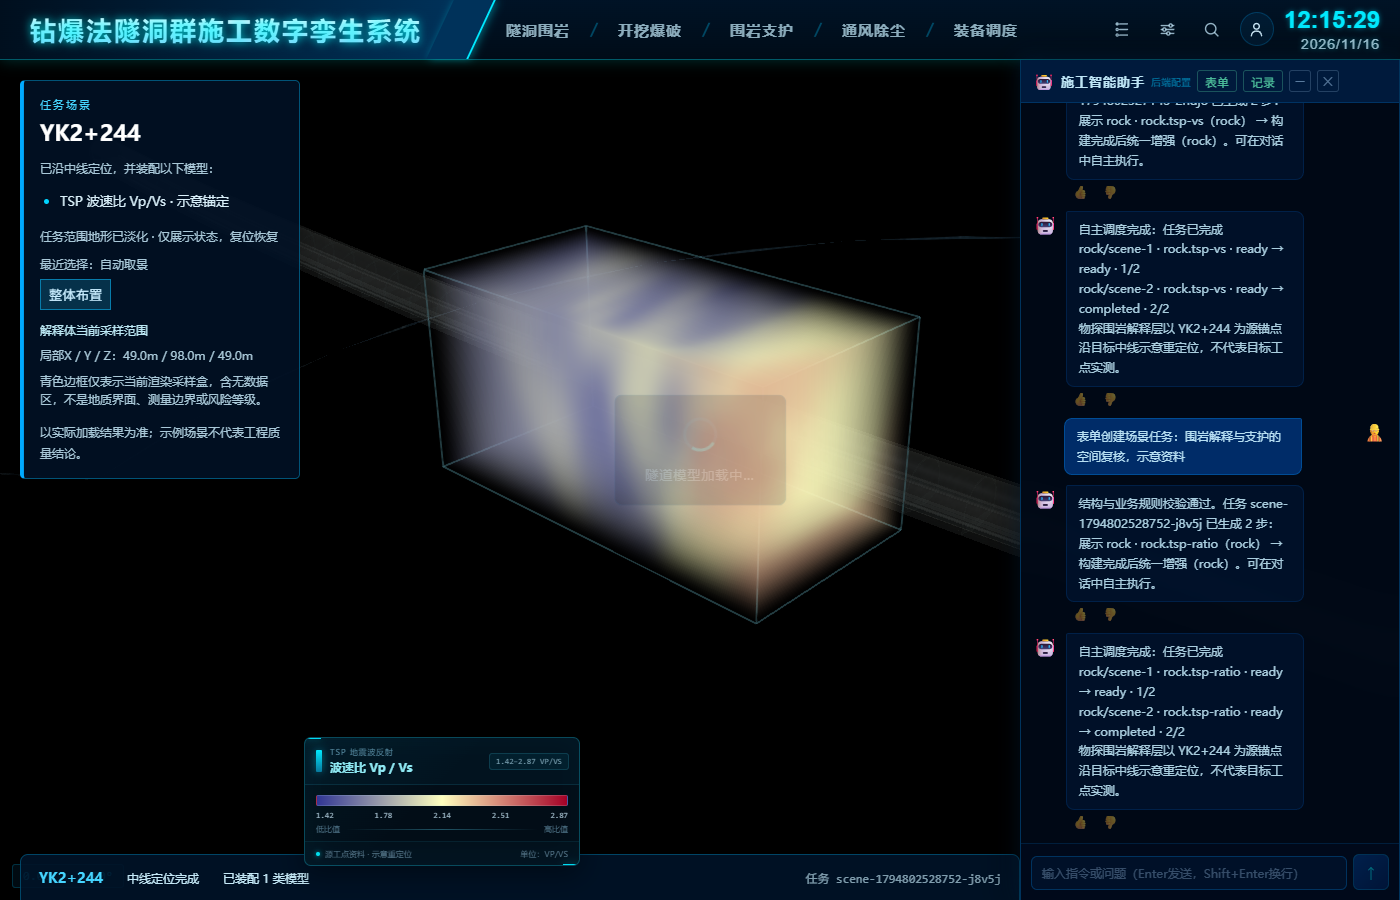 钻爆法隧洞群施工数字孪生系统
隧洞围岩 / 开挖爆破 / 围岩支护 / 通风除尘 / 装备调度
12:15:29
2026/11/16
任务场景
YK2+244
已沿中线定位，并装配以下模型：
TSP 波速比 Vp/Vs · 示意锚定
任务范围地形已淡化 · 仅展示状态，复位恢复
最近选择：自动取景
整体布置
解释体当前采样范围
局部X / Y / Z：49.0m / 98.0m / 49.0m
青色边框仅表示当前渲染采样盒，含无数据
区，不是地质界面、测量边界或风险等级。
以实际加载结果为准；示例场景不代表工程质
量结论。
隧道模型加载中...
TSP 地震波反射
波速比 Vp / Vs
1.42–2.87 VP/VS
1.42 1.78 2.14 2.51 2.87
低比值 高比值
源工点资料 · 示意重定位 单位：VP/VS
YK2+244 中线定位完成 已装配 1 类模型
任务 scene-1794802528752-j8v5j
施工智能助手 后端配置 表单 记录
展示 rock · rock.tsp-vs（rock） → 构
建完成后统一增强（rock）。可在对话
中自主执行。
自主调度完成：任务已完成
rock/scene-1 · rock.tsp-vs · ready →
ready · 1/2
rock/scene-2 · rock.tsp-vs · ready →
completed · 2/2
物探围岩解释层以 YK2+244 为源锚点
沿目标中线示意重定位，不代表目标工
点实测。
表单创建场景任务：围岩解释与支护的
空间复核，示意资料
结构与业务规则校验通过。任务 scene-
1794802528752-j8v5j 已生成 2 步：
展示 rock · rock.tsp-ratio（rock） →
构建完成后统一增强（rock）。可在对
话中自主执行。
自主调度完成：任务已完成
rock/scene-1 · rock.tsp-ratio · ready
→ ready · 1/2
rock/scene-2 · rock.tsp-ratio · ready
→ completed · 2/2
物探围岩解释层以 YK2+244 为源锚点
沿目标中线示意重定位，不代表目标工
点实测。
输入指令或问题（Enter发送，Shift+Enter换行）